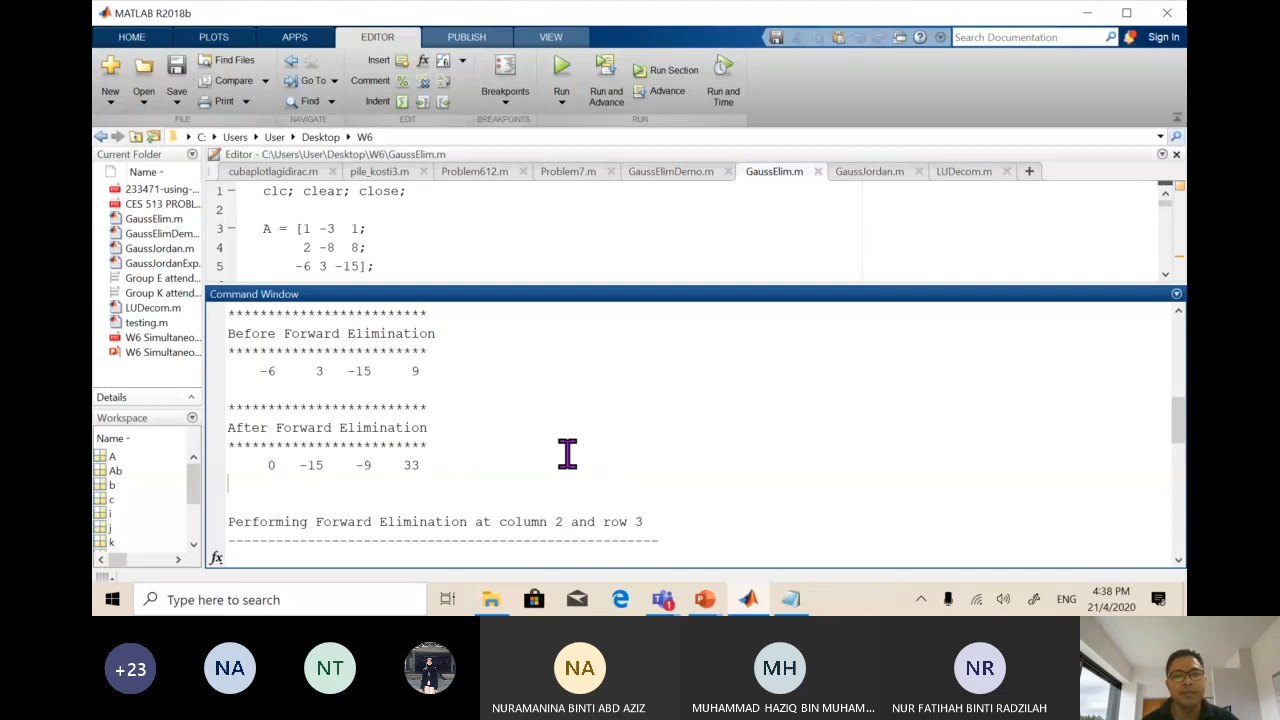 MATLAB R2018b
HOME PLOTS APPS EDITOR PUBLISH VIEW Search Documentation Sign In
New Open Save Find Files Compare Print Go To Find Insert fx Comment % Indent Breakpoints Run Run and Advance Run Section Advance Run and Time
FILE NAVIGATE EDIT BREAKPOINTS RUN
C: Users User Desktop W6
Current Folder
Name
233471-using-...
CES 513 PROBL...
GaussElim.m
GaussElimDem...
GaussJordan.m
GaussJordanExp...
Group E attend...
Group K attend...
LUDecom.m
testing.m
W6 Simultaneo...
W6 Simultaneo...
Details
Workspace
Name
A
Ab
b
c
i
j
k
Editor - C:\Users\User\Desktop\W6\GaussElim.m
cubaplotlagidirac.m pile_kosti3.m Problem612.m Problem7.m GaussElimDemo.m GaussElim.m GaussJordan.m LUDecom.m
1 clc; clear; close;
2
3 A = [1 -3 1;
4 2 -8 8;
5 -6 3 -15];
Command Window
*************************
Before Forward Elimination
*************************
-6 3 -15 9
*************************
After Forward Elimination
*************************
0 -15 -9 33
Performing Forward Elimination at column 2 and row 3
------------------------------------------------------
fx
Type here to search
1
ENG
4:38 PM
21/4/2020
+23 NA NT NA MH NR
NURAMANINA BINTI ABD AZIZ MUHAMMAD HAZIQ BIN MUHAM... NUR FATIHAH BINTI RADZILAH